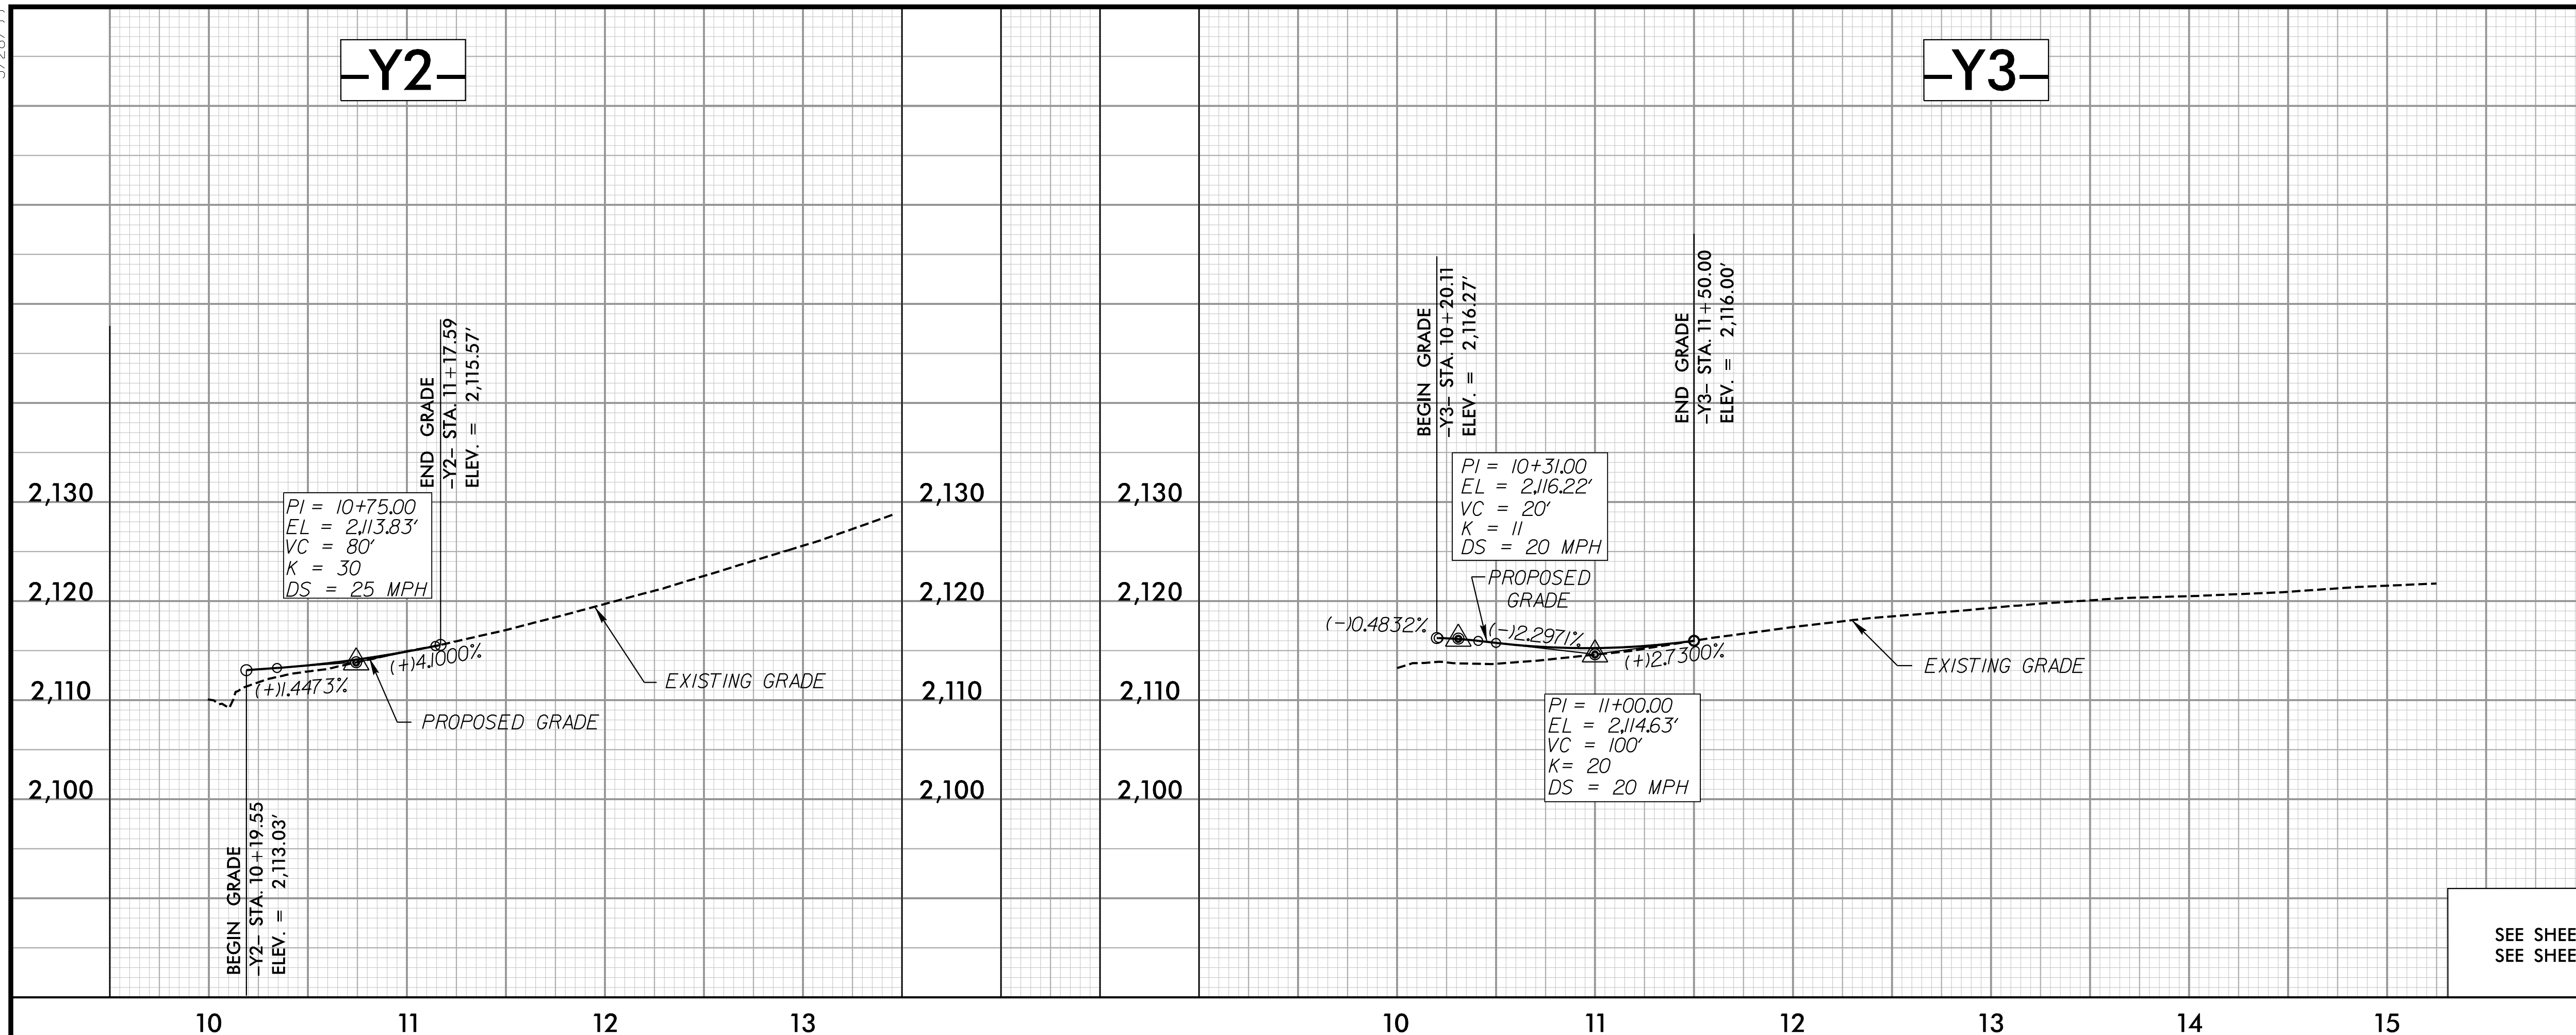 -Y2-
BEGIN GRADE
-Y2- STA. 10+19.55
ELEV. = 2,113.03'
END GRADE
-Y2- STA. 11+17.59
ELEV. = 2,115.57'
PI = 10+75.00
EL = 2,113.83'
VC = 80'
K = 30
DS = 25 MPH
(+)1.4473%
(+)4.1000%
PROPOSED GRADE
EXISTING GRADE
2,130
2,120
2,110
2,100
2,130
2,120
2,110
2,100
10
11
12
13
-Y3-
2,130
2,120
2,110
2,100
BEGIN GRADE
-Y3- STA. 10+20.11
ELEV. = 2,116.27'
END GRADE
-Y3- STA. 11+50.00
ELEV. = 2,116.00'
PI = 10+31.00
EL = 2,116.22'
VC = 20'
K = 11
DS = 20 MPH
PROPOSED
GRADE
(-)0.4832%
(-)2.2971%
(+)2.7300%
EXISTING GRADE
PI = 11+00.00
EL = 2,114.63'
VC = 100'
K= 20
DS = 20 MPH
10
11
12
13
14
15
SEE SHEE
SEE SHEE